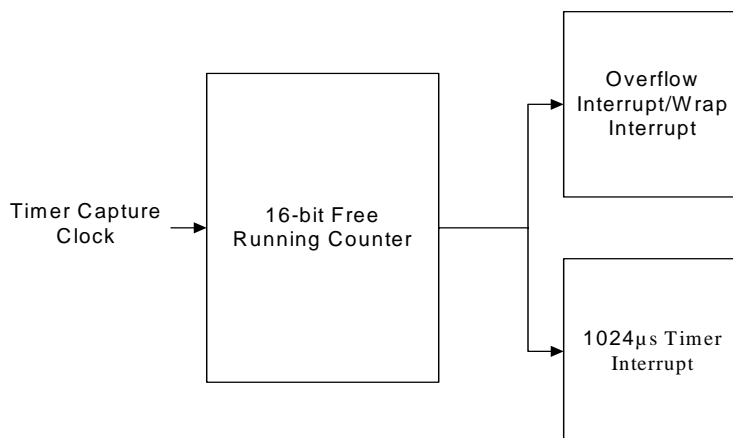 Timer Capture
Clock
16-bit Free
Running Counter
Overflow
Interrupt/Wrap
Interrupt
1024µs Timer
Interrupt